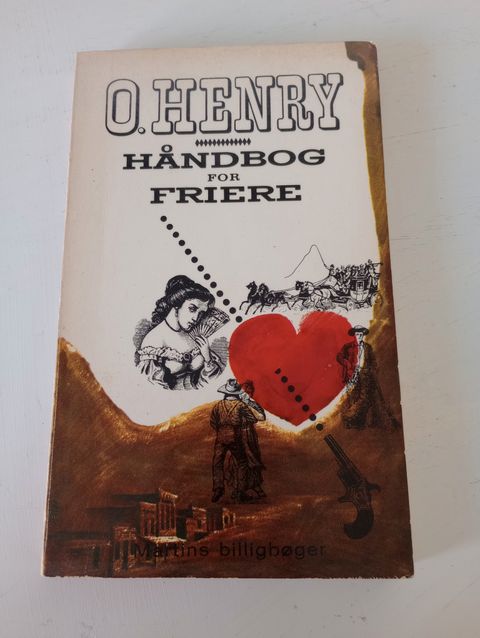 O. HENRY
HÅNDBOG
FOR
FRIERE
Martins billigbøger